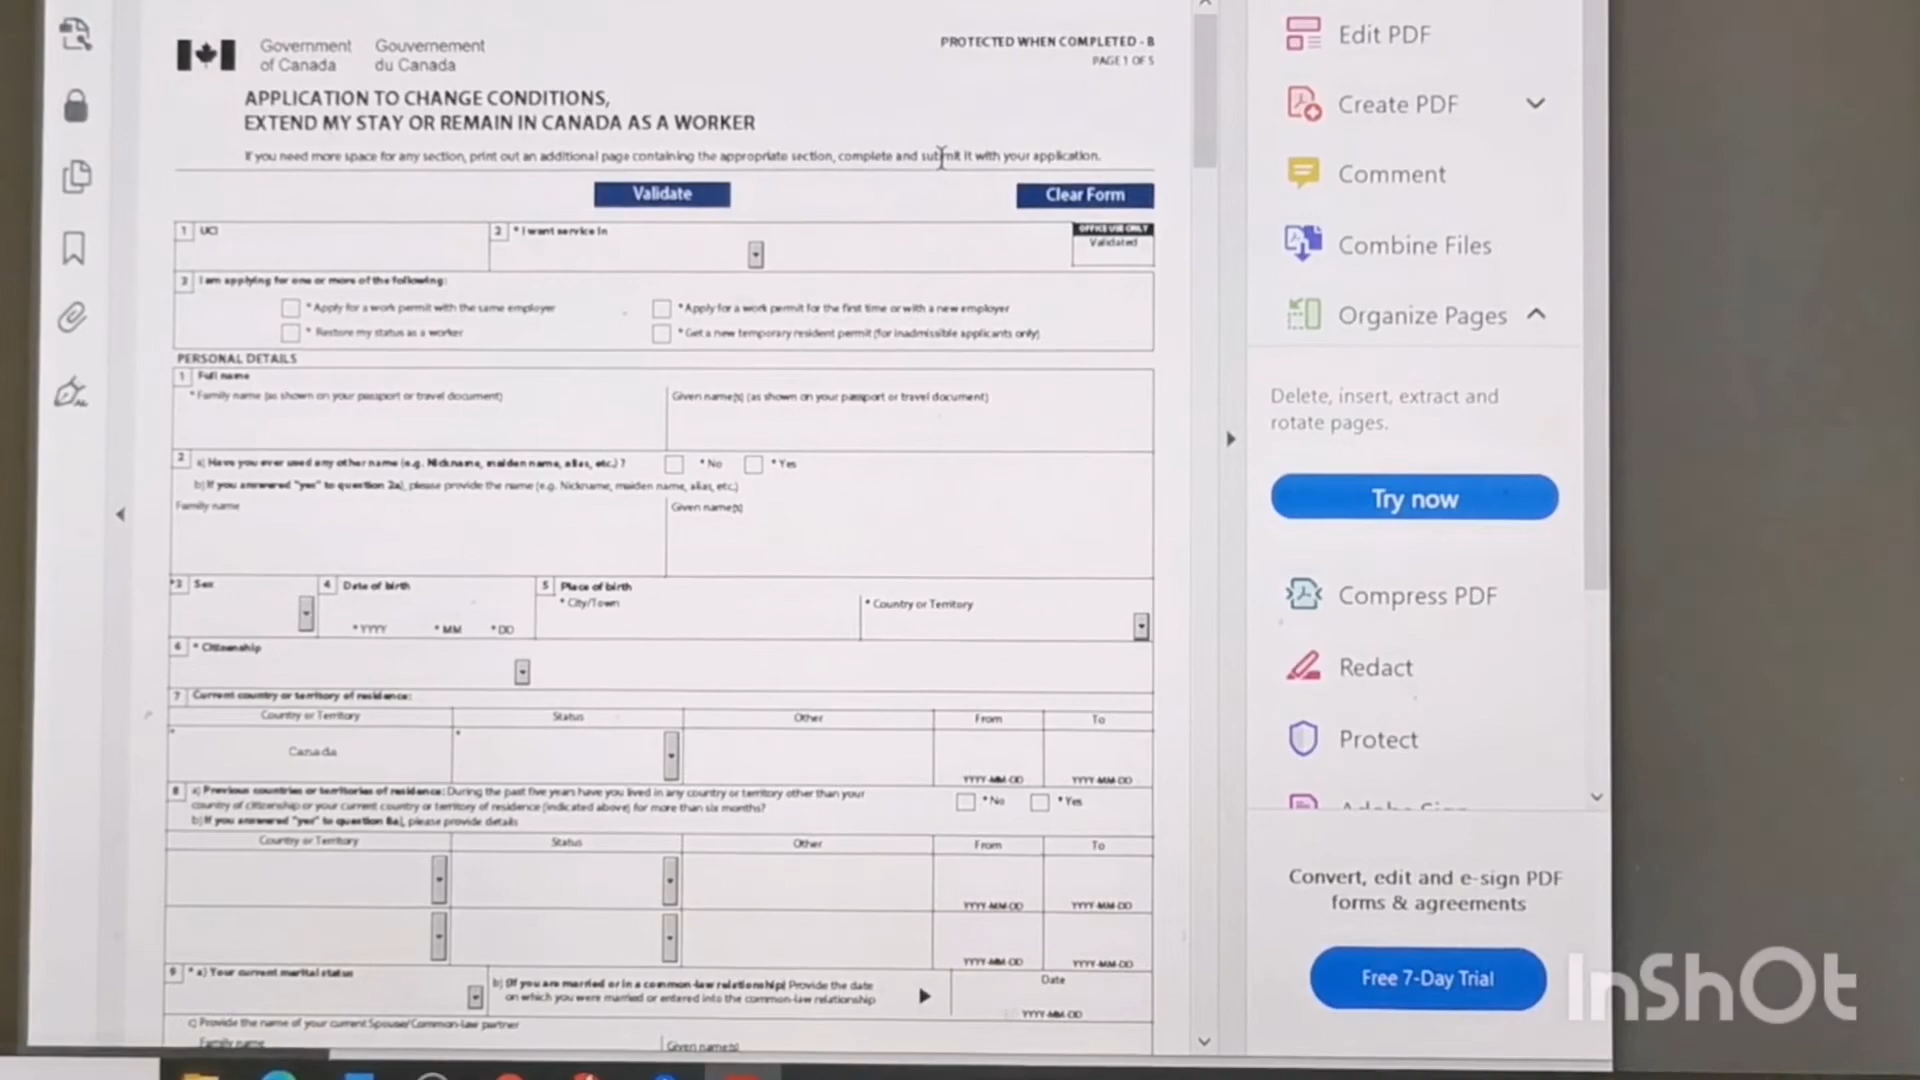 Government
of Canada
Gouvernement
du Canada
PROTECTED WHEN COMPLETED - B
PAGE 1 OF 5
APPLICATION TO CHANGE CONDITIONS,
EXTEND MY STAY OR REMAIN IN CANADA AS A WORKER
If you need more space for any section, print out an additional page containing the appropriate section, complete and submit it with your application.
Validate
Clear Form
1 UCI
2 * I want service in
OFFICE USE ONLY
Validated
3 I am applying for one or more of the following:
* Apply for a work permit with the same employer
* Apply for a work permit for the first time or with a new employer
* Restore my status as a worker
* Get a new temporary resident permit (for inadmissible applicants only)
PERSONAL DETAILS
1 Full name
* Family name (as shown on your passport or travel document)
Given name(s) (as shown on your passport or travel document)
2 a) Have you ever used any other name (e.g. Nickname, maiden name, alias, etc.) ?
* No
* Yes
b) If you answered "yes" to question 2a), please provide the name (e.g. Nickname, maiden name, alias, etc.)
Family name
Given name(s)
*3 Sex
4 Date of birth
* YYYY * MM * DD
5 Place of birth
* City/Town
* Country or Territory
6 * Citizenship
7 Current country or territory of residence:
Country or Territory Status Other From To
* Canada
*
YYYY-MM-DD YYYY-MM-DD
8 a) Previous countries or territories of residence: During the past five years have you lived in any country or territory other than your
country of citizenship or your current country or territory of residence (indicated above) for more than six months?
* No
* Yes
b) If you answered "yes" to question 8a), please provide details
Country or Territory Status Other From To
YYYY-MM-DD YYYY-MM-DD
YYYY-MM-DD YYYY-MM-DD
9 * a) Your current marital status
b) (If you are married or in a common-law relationship) Provide the date
on which you were married or entered into the common-law relationship
Date
YYYY-MM-DD
c) Provide the name of your current Spouse/Common-law partner
Family name
Given name(s)
Edit PDF
Create PDF
Comment
Combine Files
Organize Pages
Delete, insert, extract and
rotate pages.
Try now
Compress PDF
Redact
Protect
Adobe Sign
Convert, edit and e-sign PDF
forms & agreements
Free 7-Day Trial
InShOt